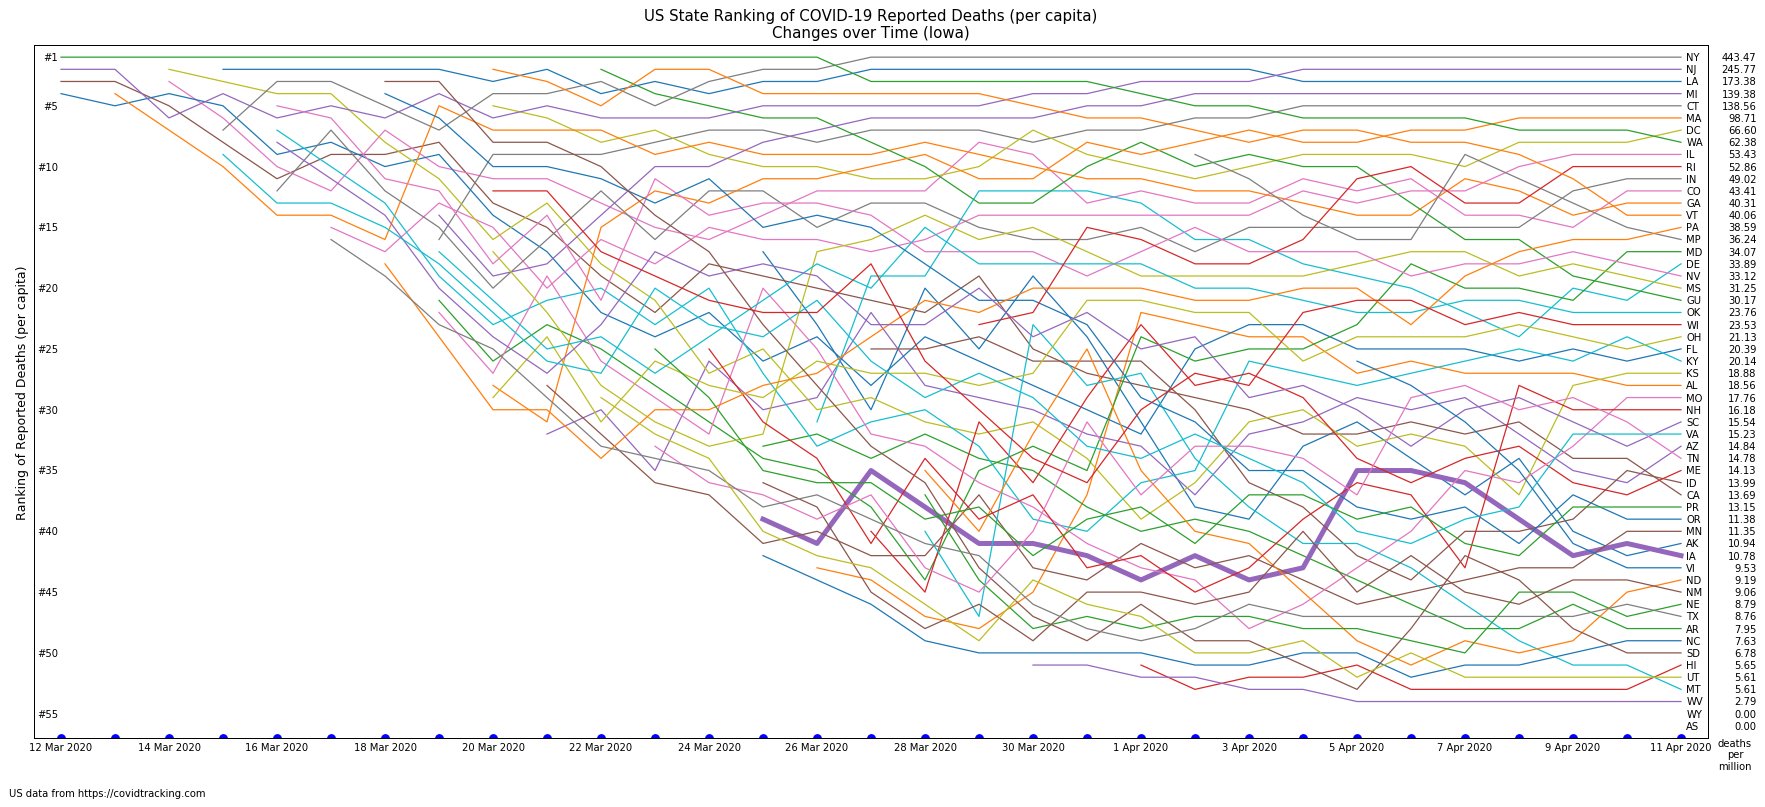 US State Ranking of COVID-19 Reported Deaths (per capita)
Changes over Time (Iowa)
Ranking of Reported Deaths (per capita)
#1
#5
#10
#15
#20
#25
#30
#35
#40
#45
#50
#55
NY 443.47
NJ 245.77
LA 173.38
MI 139.38
CT 138.56
MA 98.71
DC 66.60
WA 62.38
IL 53.43
RI 52.86
IN 49.02
CO 43.41
GA 40.31
VT 40.06
PA 38.59
MP 36.24
MD 34.07
DE 33.89
NV 33.12
MS 31.25
GU 30.17
OK 23.76
WI 23.53
OH 21.13
FL 20.39
KY 20.14
KS 18.88
AL 18.56
MO 17.76
NH 16.18
SC 15.54
VA 15.23
AZ 14.84
TN 14.78
ME 14.13
ID 13.99
CA 13.69
PR 13.15
OR 11.38
MN 11.35
AK 10.94
IA 10.78
VI 9.53
ND 9.19
NM 9.06
NE 8.79
TX 8.76
AR 7.95
NC 7.63
SD 6.78
HI 5.65
UT 5.61
MT 5.61
WV 2.79
WY 0.00
AS 0.00
12 Mar 2020 14 Mar 2020 16 Mar 2020 18 Mar 2020 20 Mar 2020 22 Mar 2020 24 Mar 2020 26 Mar 2020 28 Mar 2020 30 Mar 2020 1 Apr 2020 3 Apr 2020 5 Apr 2020 7 Apr 2020 9 Apr 2020 11 Apr 2020
deaths
per
million
US data from https://covidtracking.com